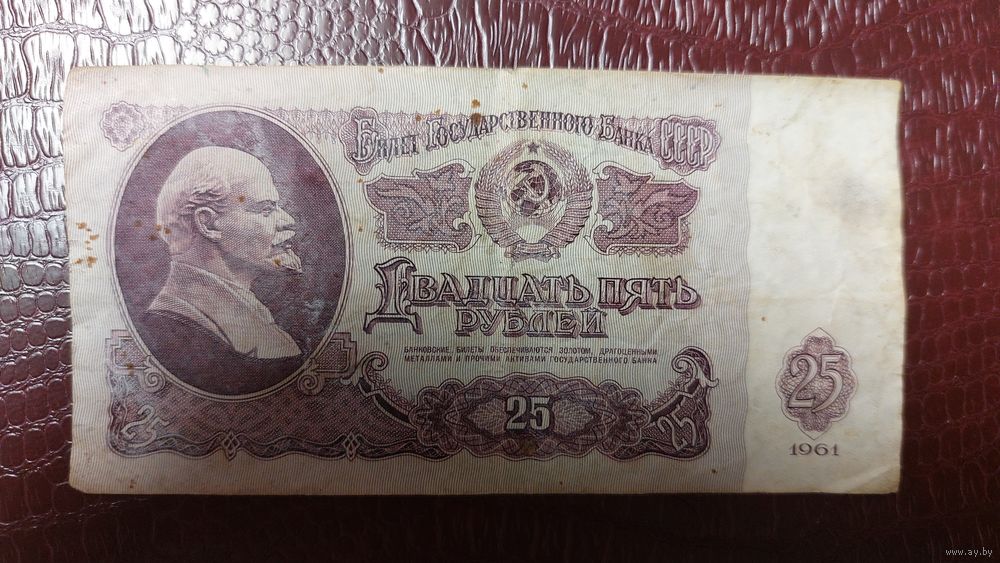 Билет Государственного Банка СССР
Двадцать пять
рублей
БАНКОВСКИЕ БИЛЕТЫ ОБЕСПЕЧИВАЮТСЯ ЗОЛОТОМ, ДРАГОЦЕННЫМИ
МЕТАЛЛАМИ И ПРОЧИМИ АКТИВАМИ ГОСУДАРСТВЕННОГО БАНКА
25
25
25
1961
www.ay.by